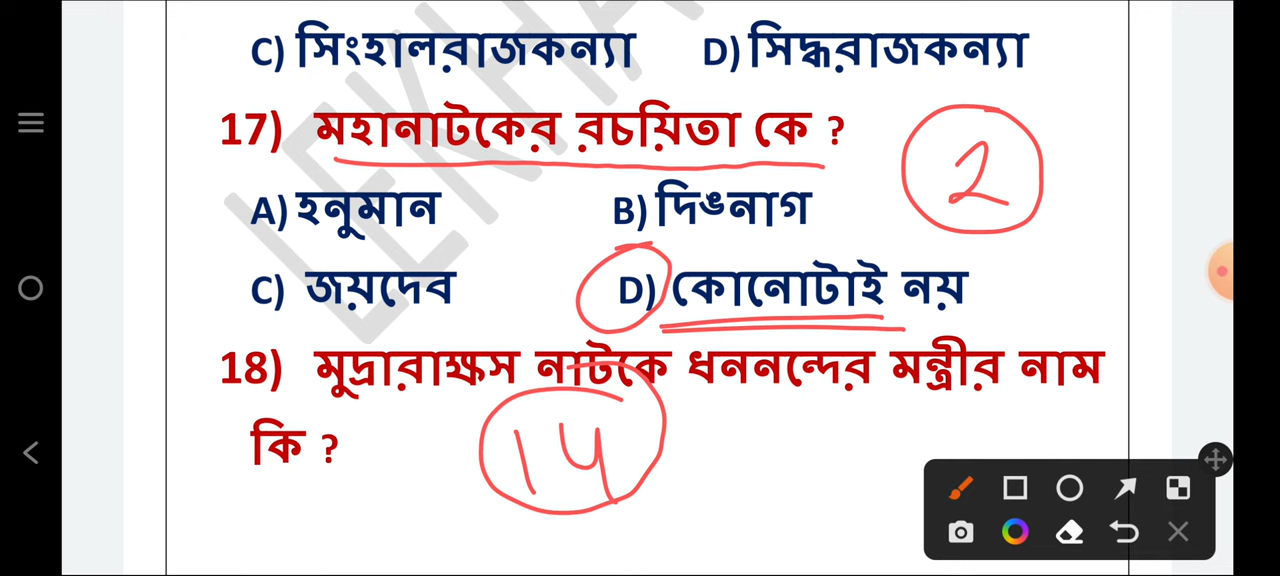 C) সিংহালরাজকন্যা D) সিদ্ধরাজকন্যা
17) মহানাটকের রচয়িতা কে ?
2
A) হনুমান B) দিঙনাগ
C) জয়দেব D) কোনোটাই নয়
18) মুদ্রারাক্ষস নাটকে ধননন্দের মন্ত্রীর নাম
কি ?
14
LEKHA